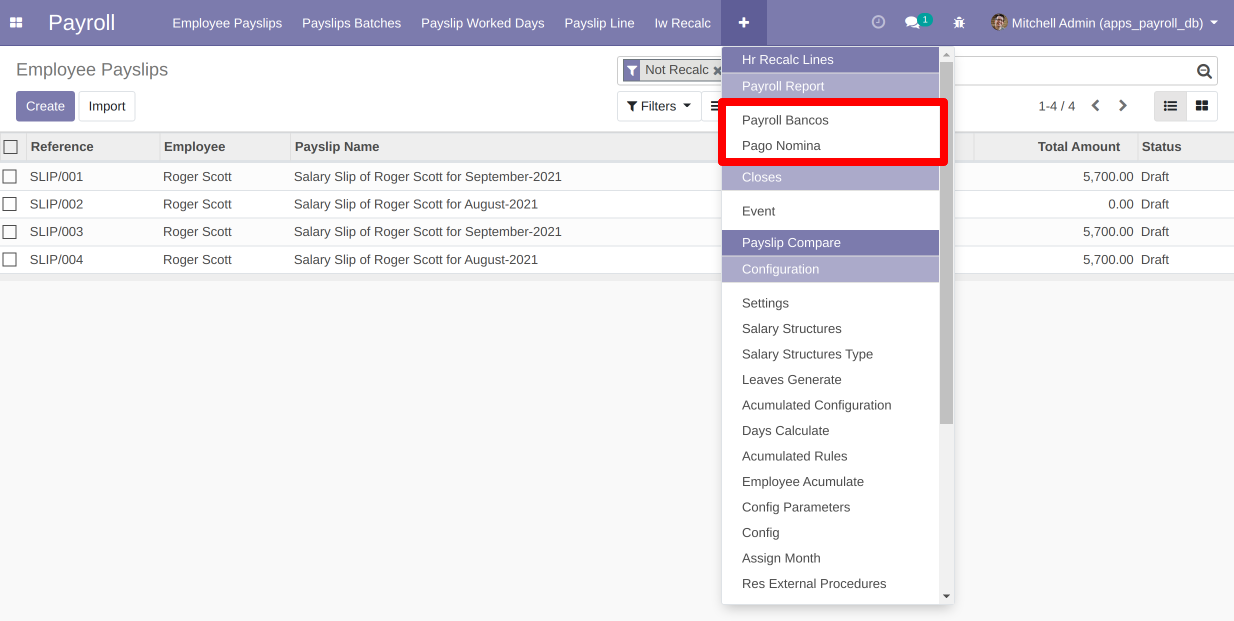 Payroll Employee Payslips Payslips Batches Payslip Worked Days Payslip Line Iw Recalc 1 Mitchell Admin (apps_payroll_db)
Employee Payslips
Not Recalc
Create Import
Filters
1-4 / 4
Hr Recalc Lines
Payroll Report
Payroll Bancos
Pago Nomina
Closes
Event
Payslip Compare
Configuration
Settings
Salary Structures
Salary Structures Type
Leaves Generate
Acumulated Configuration
Days Calculate
Acumulated Rules
Employee Acumulate
Config Parameters
Config
Assign Month
Res External Procedures
Reference Employee Payslip Name Total Amount Status
SLIP/001 Roger Scott Salary Slip of Roger Scott for September-2021 5,700.00 Draft
SLIP/002 Roger Scott Salary Slip of Roger Scott for August-2021 0.00 Draft
SLIP/003 Roger Scott Salary Slip of Roger Scott for September-2021 5,700.00 Draft
SLIP/004 Roger Scott Salary Slip of Roger Scott for August-2021 5,700.00 Draft